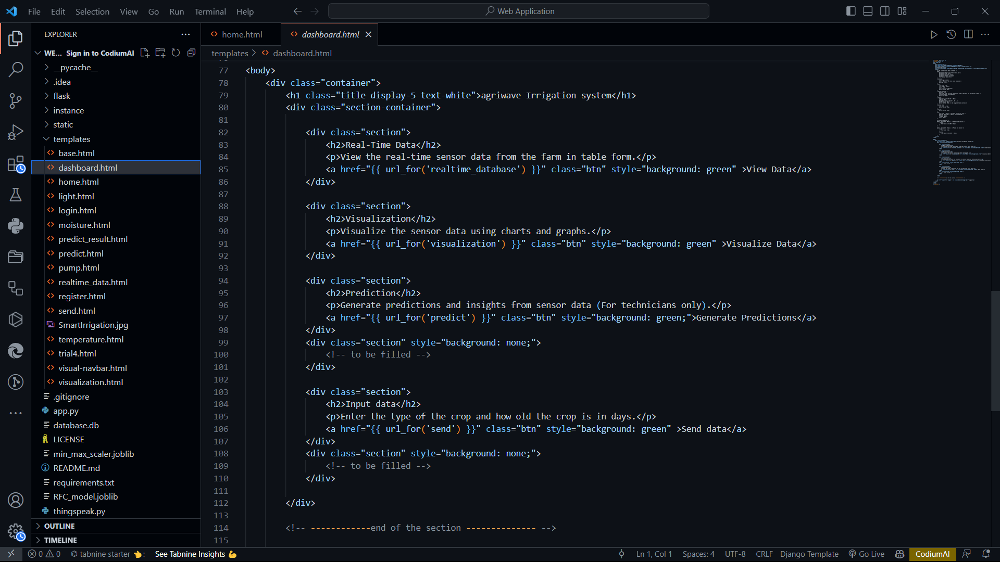 File Edit Selection View Go Run Terminal Help
Web Application
EXPLORER
WE... Sign in to CodiumAI
__pycache__
.idea
flask
instance
static
templates
base.html
dashboard.html
home.html
light.html
login.html
moisture.html
predict_result.html
predict.html
pump.html
realtime_data.html
register.html
send.html
SmartIrrigation.jpg
temperature.html
trial4.html
visual-navbar.html
visualization.html
.gitignore
app.py
database.db
LICENSE
min_max_scaler.joblib
README.md
requirements.txt
RFC_model.joblib
thingspeak.py
OUTLINE
TIMELINE
home.html dashboard.html
templates > dashboard.html
77 <body>
78 <div class="container">
79 <h1 class="title display-5 text-white">agriwave Irrigation system</h1>
80 <div class="section-container">
81
82 <div class="section">
83 <h2>Real-Time Data</h2>
84 <p>View the real-time sensor data from the farm in table form.</p>
85 <a href="{{ url_for('realtime_database') }}" class="btn" style="background: green" >View Data</a>
86 </div>
87
88 <div class="section">
89 <h2>Visualization</h2>
90 <p>Visualize the sensor data using charts and graphs.</p>
91 <a href="{{ url_for('visualization') }}" class="btn" style="background: green" >Visualize Data</a>
92 </div>
93
94 <div class="section">
95 <h2>Prediction</h2>
96 <p>Generate predictions and insights from sensor data (For technicians only).</p>
97 <a href="{{ url_for('predict') }}" class="btn" style="background: green;">Generate Predictions</a>
98 </div>
99 <div class="section" style="background: none;">
100 <!-- to be filled -->
101 </div>
102
103 <div class="section">
104 <h2>Input data</h2>
105 <p>Enter the type of the crop and how old the crop is in days.</p>
106 <a href="{{ url_for('send') }}" class="btn" style="background: green" >Send data</a>
107 </div>
108 <div class="section" style="background: none;">
109 <!-- to be filled -->
110 </div>
111
112 </div>
113
114 <!-- ------------end of the section -------------- -->
115
0 0 tabnine starter 👈: See Tabnine Insights 💪 Ln 1, Col 1 Spaces: 4 UTF-8 CRLF Django Template Go Live CodiumAI